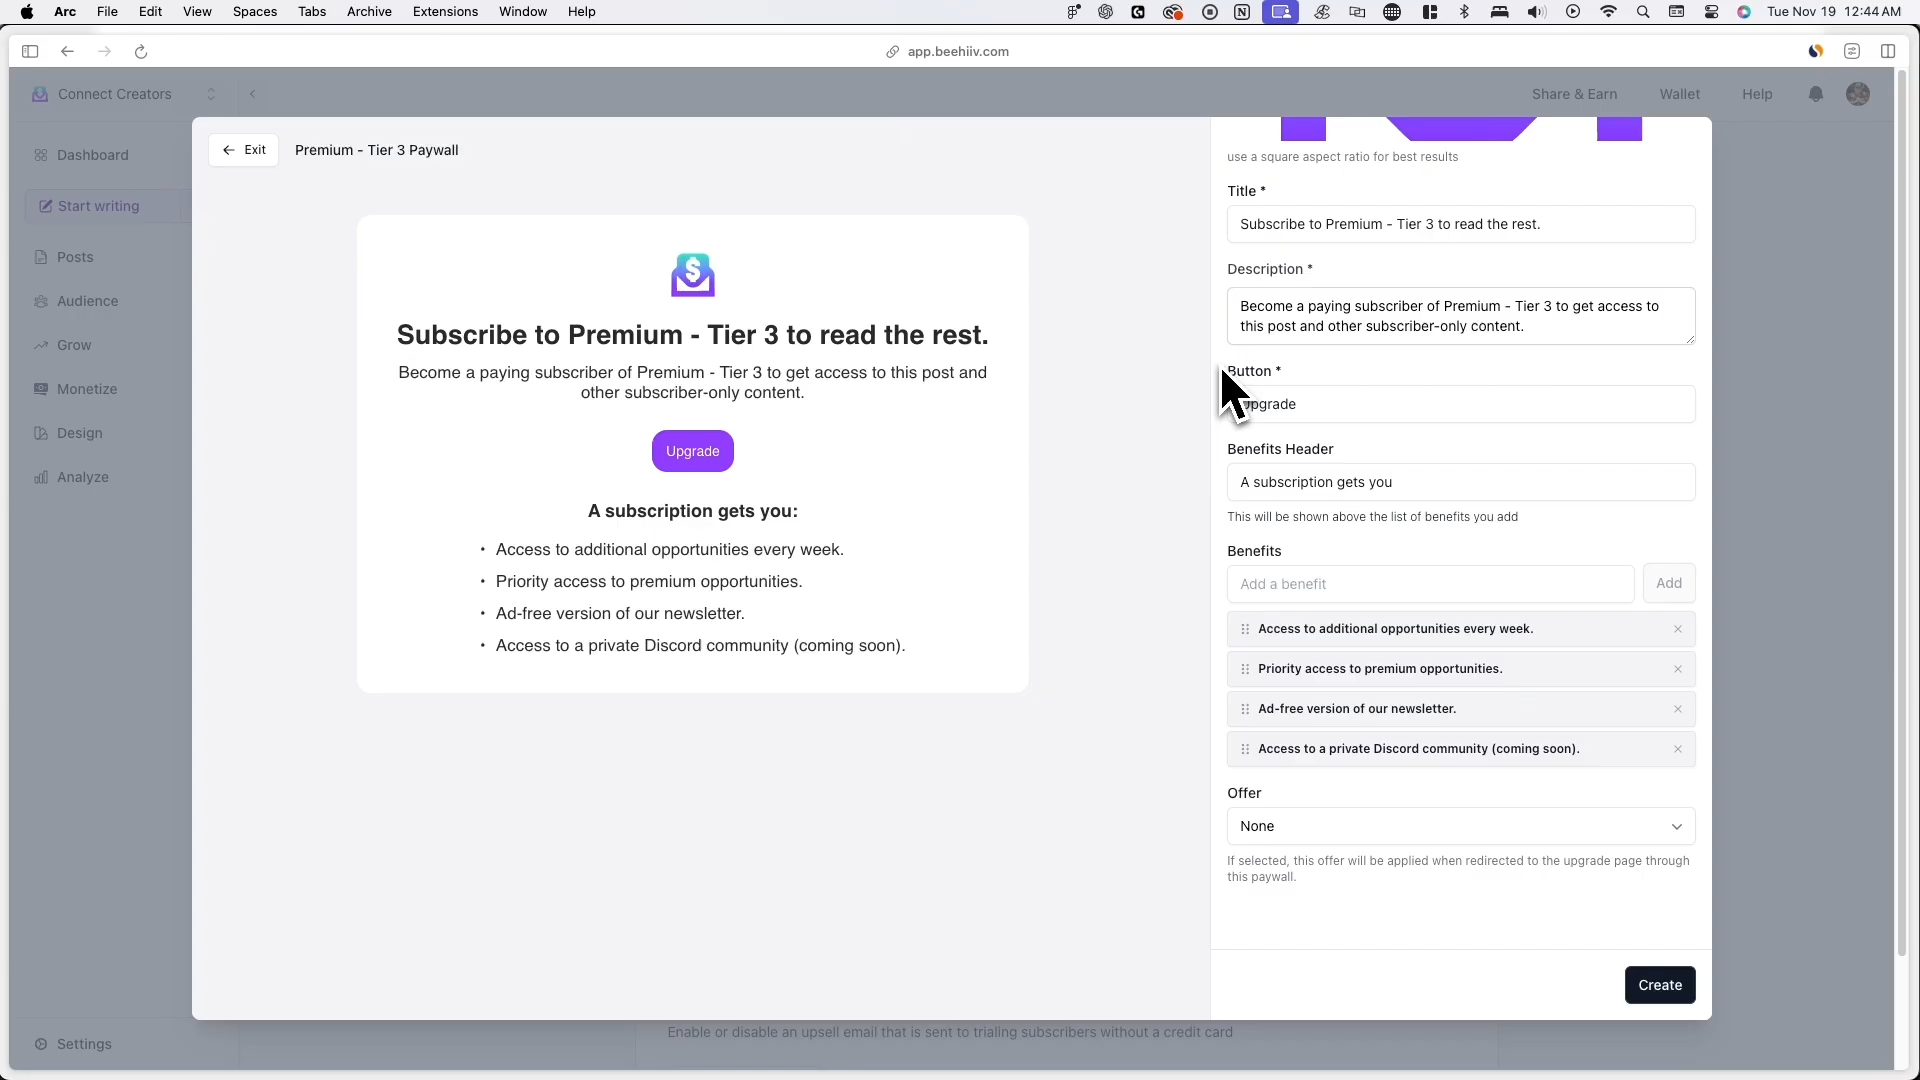 Arc File Edit View Spaces Tabs Archive Extensions Window Help Tue Nov 19 12:44 AM
app.beehiiv.com
Connect Creators Share & Earn Wallet Help
Dashboard
Start writing
Posts
Audience
Grow
Monetize
Design
Analyze
Settings
Exit Premium - Tier 3 Paywall
$
Subscribe to Premium - Tier 3 to read the rest.
Become a paying subscriber of Premium - Tier 3 to get access to this post and
other subscriber-only content.
Upgrade
A subscription gets you:
• Access to additional opportunities every week.
• Priority access to premium opportunities.
• Ad-free version of our newsletter.
• Access to a private Discord community (coming soon).
use a square aspect ratio for best results
Title *
Subscribe to Premium - Tier 3 to read the rest.
Description *
Become a paying subscriber of Premium - Tier 3 to get access to
this post and other subscriber-only content.
Button *
Upgrade
Benefits Header
A subscription gets you
This will be shown above the list of benefits you add
Benefits
Add a benefit Add
Access to additional opportunities every week.
Priority access to premium opportunities.
Ad-free version of our newsletter.
Access to a private Discord community (coming soon).
Offer
None
If selected, this offer will be applied when redirected to the upgrade page through
this paywall.
Create
Enable or disable an upsell email that is sent to trialing subscribers without a credit card